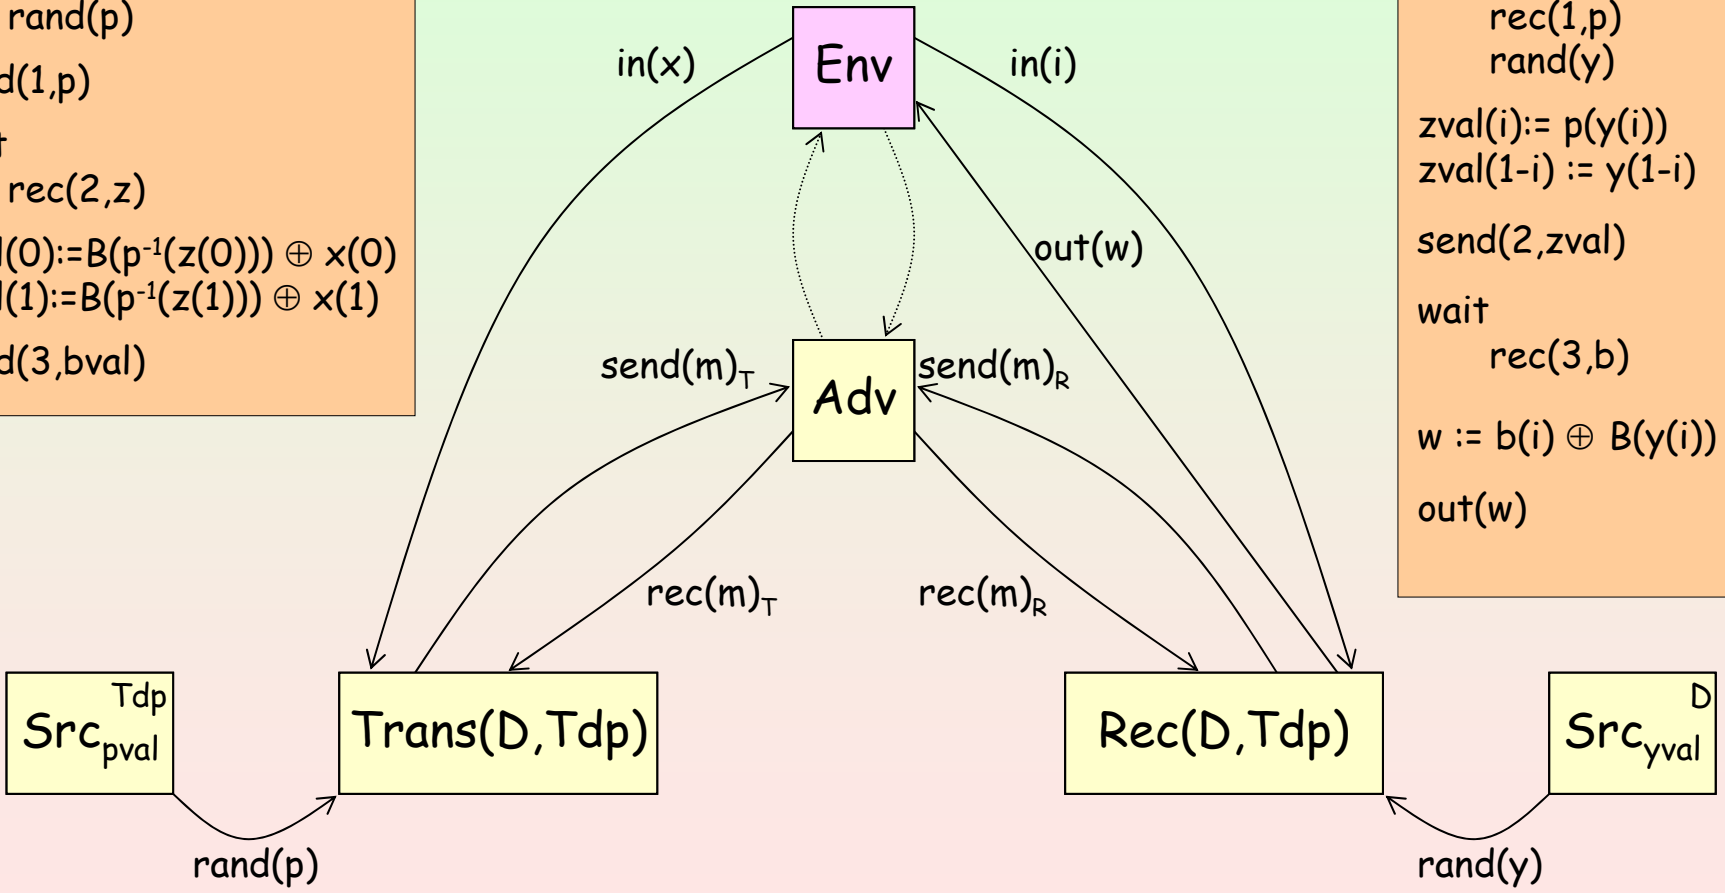 rand(p)
d(1,p)
t
rec(2,z)
l(0):=B(p⁻¹(z(0))) ⊕ x(0)
l(1):=B(p⁻¹(z(1))) ⊕ x(1)
d(3,bval)
in(x)
Env
in(i)
out(w)
send(m)T
Adv
send(m)R
rec(m)T
rec(m)R
rec(1,p)
rand(y)
zval(i):= p(y(i))
zval(1-i) := y(1-i)
send(2,zval)
wait
rec(3,b)
w := b(i) ⊕ B(y(i))
out(w)
Tdp
Srcpval
Trans(D,Tdp)
Rec(D,Tdp)
D
Srcyval
rand(p)
rand(y)